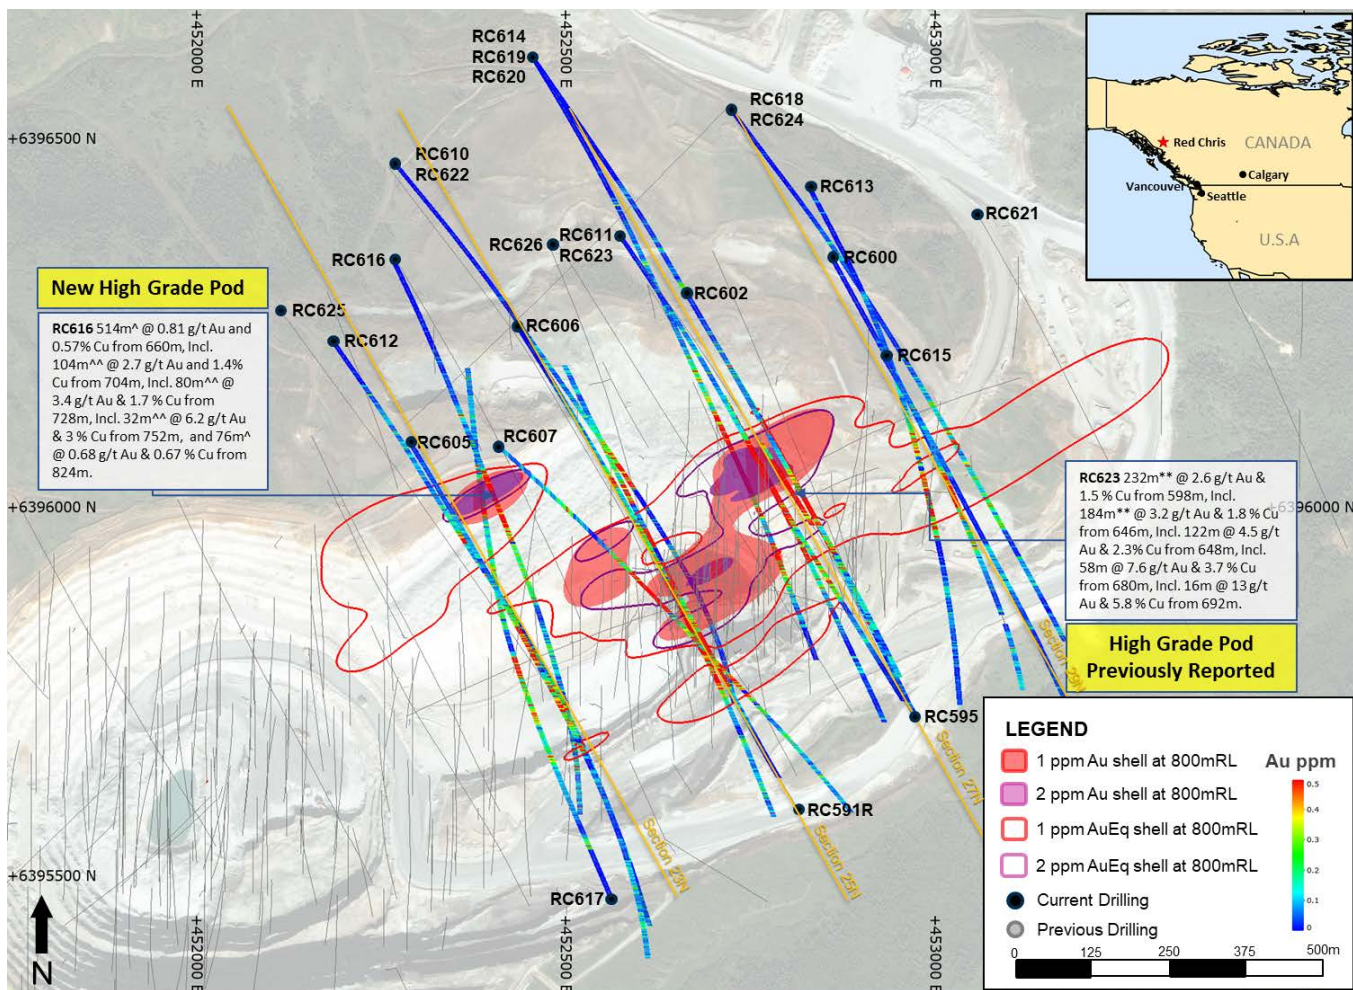 +452000 E
+452500 E
+453000 E
RC614
RC619
RC620
RC618
RC624
+6396500 N
RC610
RC622
RC613
RC621
RC626
RC611
RC623
RC616
RC600
RC602
RC625
RC612
RC606
RC615
RC605
RC607
New High Grade Pod
RC616 514m^ @ 0.81 g/t Au and
0.57% Cu from 660m, Incl.
104m^^ @ 2.7 g/t Au and 1.4%
Cu from 704m, Incl. 80m^^ @
3.4 g/t Au & 1.7 % Cu from
728m, Incl. 32m^^ @ 6.2 g/t Au
& 3 % Cu from 752m, and 76m^
@ 0.68 g/t Au & 0.67 % Cu from
824m.
+6396000 N
+6396000 N
RC623 232m** @ 2.6 g/t Au &
1.5 % Cu from 598m, Incl.
184m** @ 3.2 g/t Au & 1.8 % Cu
from 646m, Incl. 122m @ 4.5 g/t
Au & 2.3% Cu from 648m, Incl.
58m @ 7.6 g/t Au & 3.7 % Cu
from 680m, Incl. 16m @ 13 g/t
Au & 5.8 % Cu from 692m.
High Grade Pod
Previously Reported
Section 29N
Section 27N
Section 25N
Section 23N
RC595
RC591R
RC617
+6395500 N
+452000 E
+452500 E
+453000 E
N
Red Chris
CANADA
Vancouver
Calgary
Seattle
U.S.A
LEGEND
1 ppm Au shell at 800mRL
2 ppm Au shell at 800mRL
1 ppm AuEq shell at 800mRL
2 ppm AuEq shell at 800mRL
Current Drilling
Previous Drilling
Au ppm
0.5
0.4
0.3
0.2
0.1
0
0 125 250 375 500m